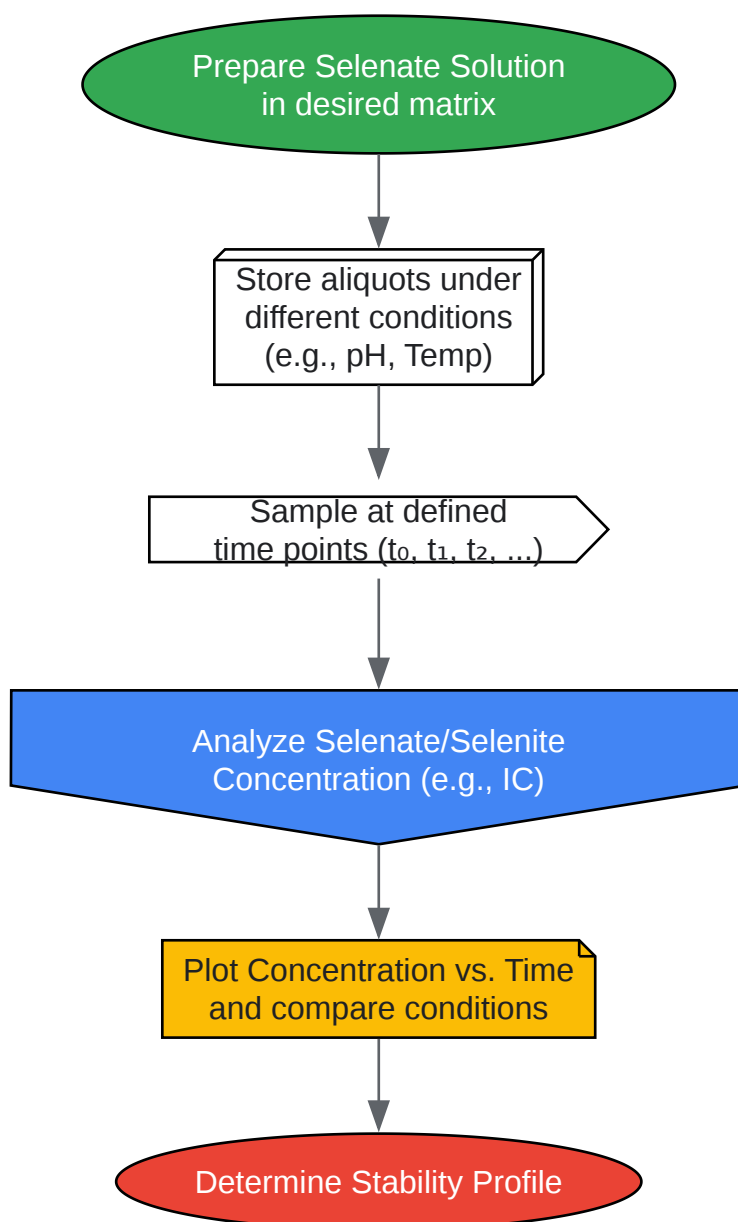 Prepare Selenate Solution
in desired matrix
Store aliquots under
different conditions
(e.g., pH, Temp)
Sample at defined
time points (t₀, t₁, t₂, ...)
Analyze Selenate/Selenite
Concentration (e.g., IC)
Plot Concentration vs. Time
and compare conditions
Determine Stability Profile